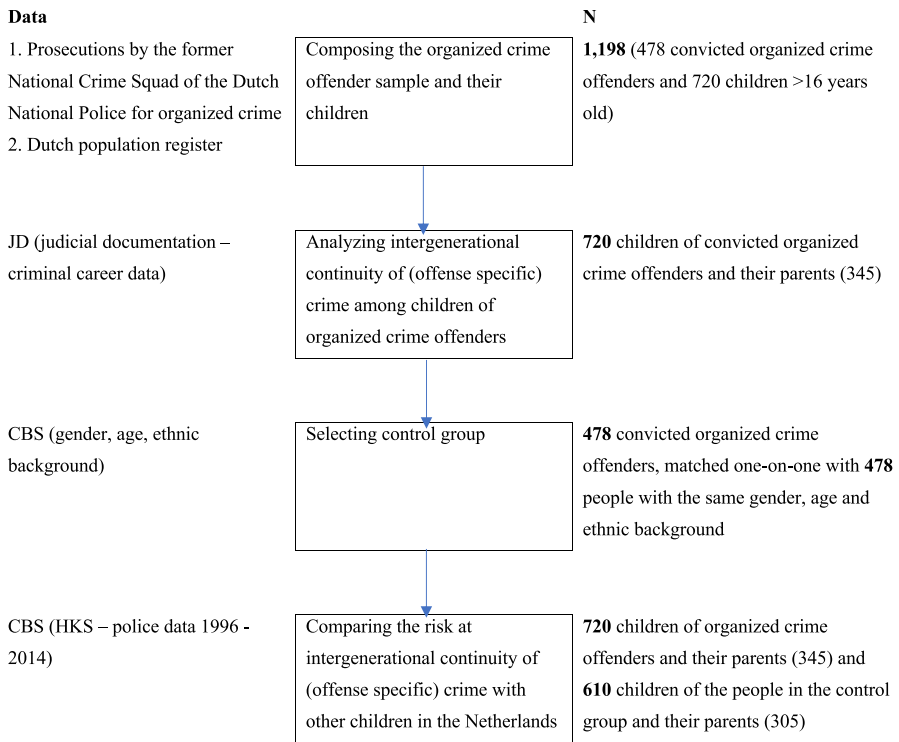 Data
N
1. Prosecutions by the former
National Crime Squad of the Dutch
National Police for organized crime
2. Dutch population register
Composing the organized crime
offender sample and their
children
1,198 (478 convicted organized crime
offenders and 720 children >16 years
old)
JD (judicial documentation –
criminal career data)
Analyzing intergenerational
continuity of (offense specific)
crime among children of
organized crime offenders
720 children of convicted organized
crime offenders and their parents (345)
CBS (gender, age, ethnic
background)
Selecting control group
478 convicted organized crime
offenders, matched one-on-one with 478
people with the same gender, age and
ethnic background
CBS (HKS – police data 1996 -
2014)
Comparing the risk at
intergenerational continuity of
(offense specific) crime with
other children in the Netherlands
720 children of organized crime
offenders and their parents (345) and
610 children of the people in the control
group and their parents (305)